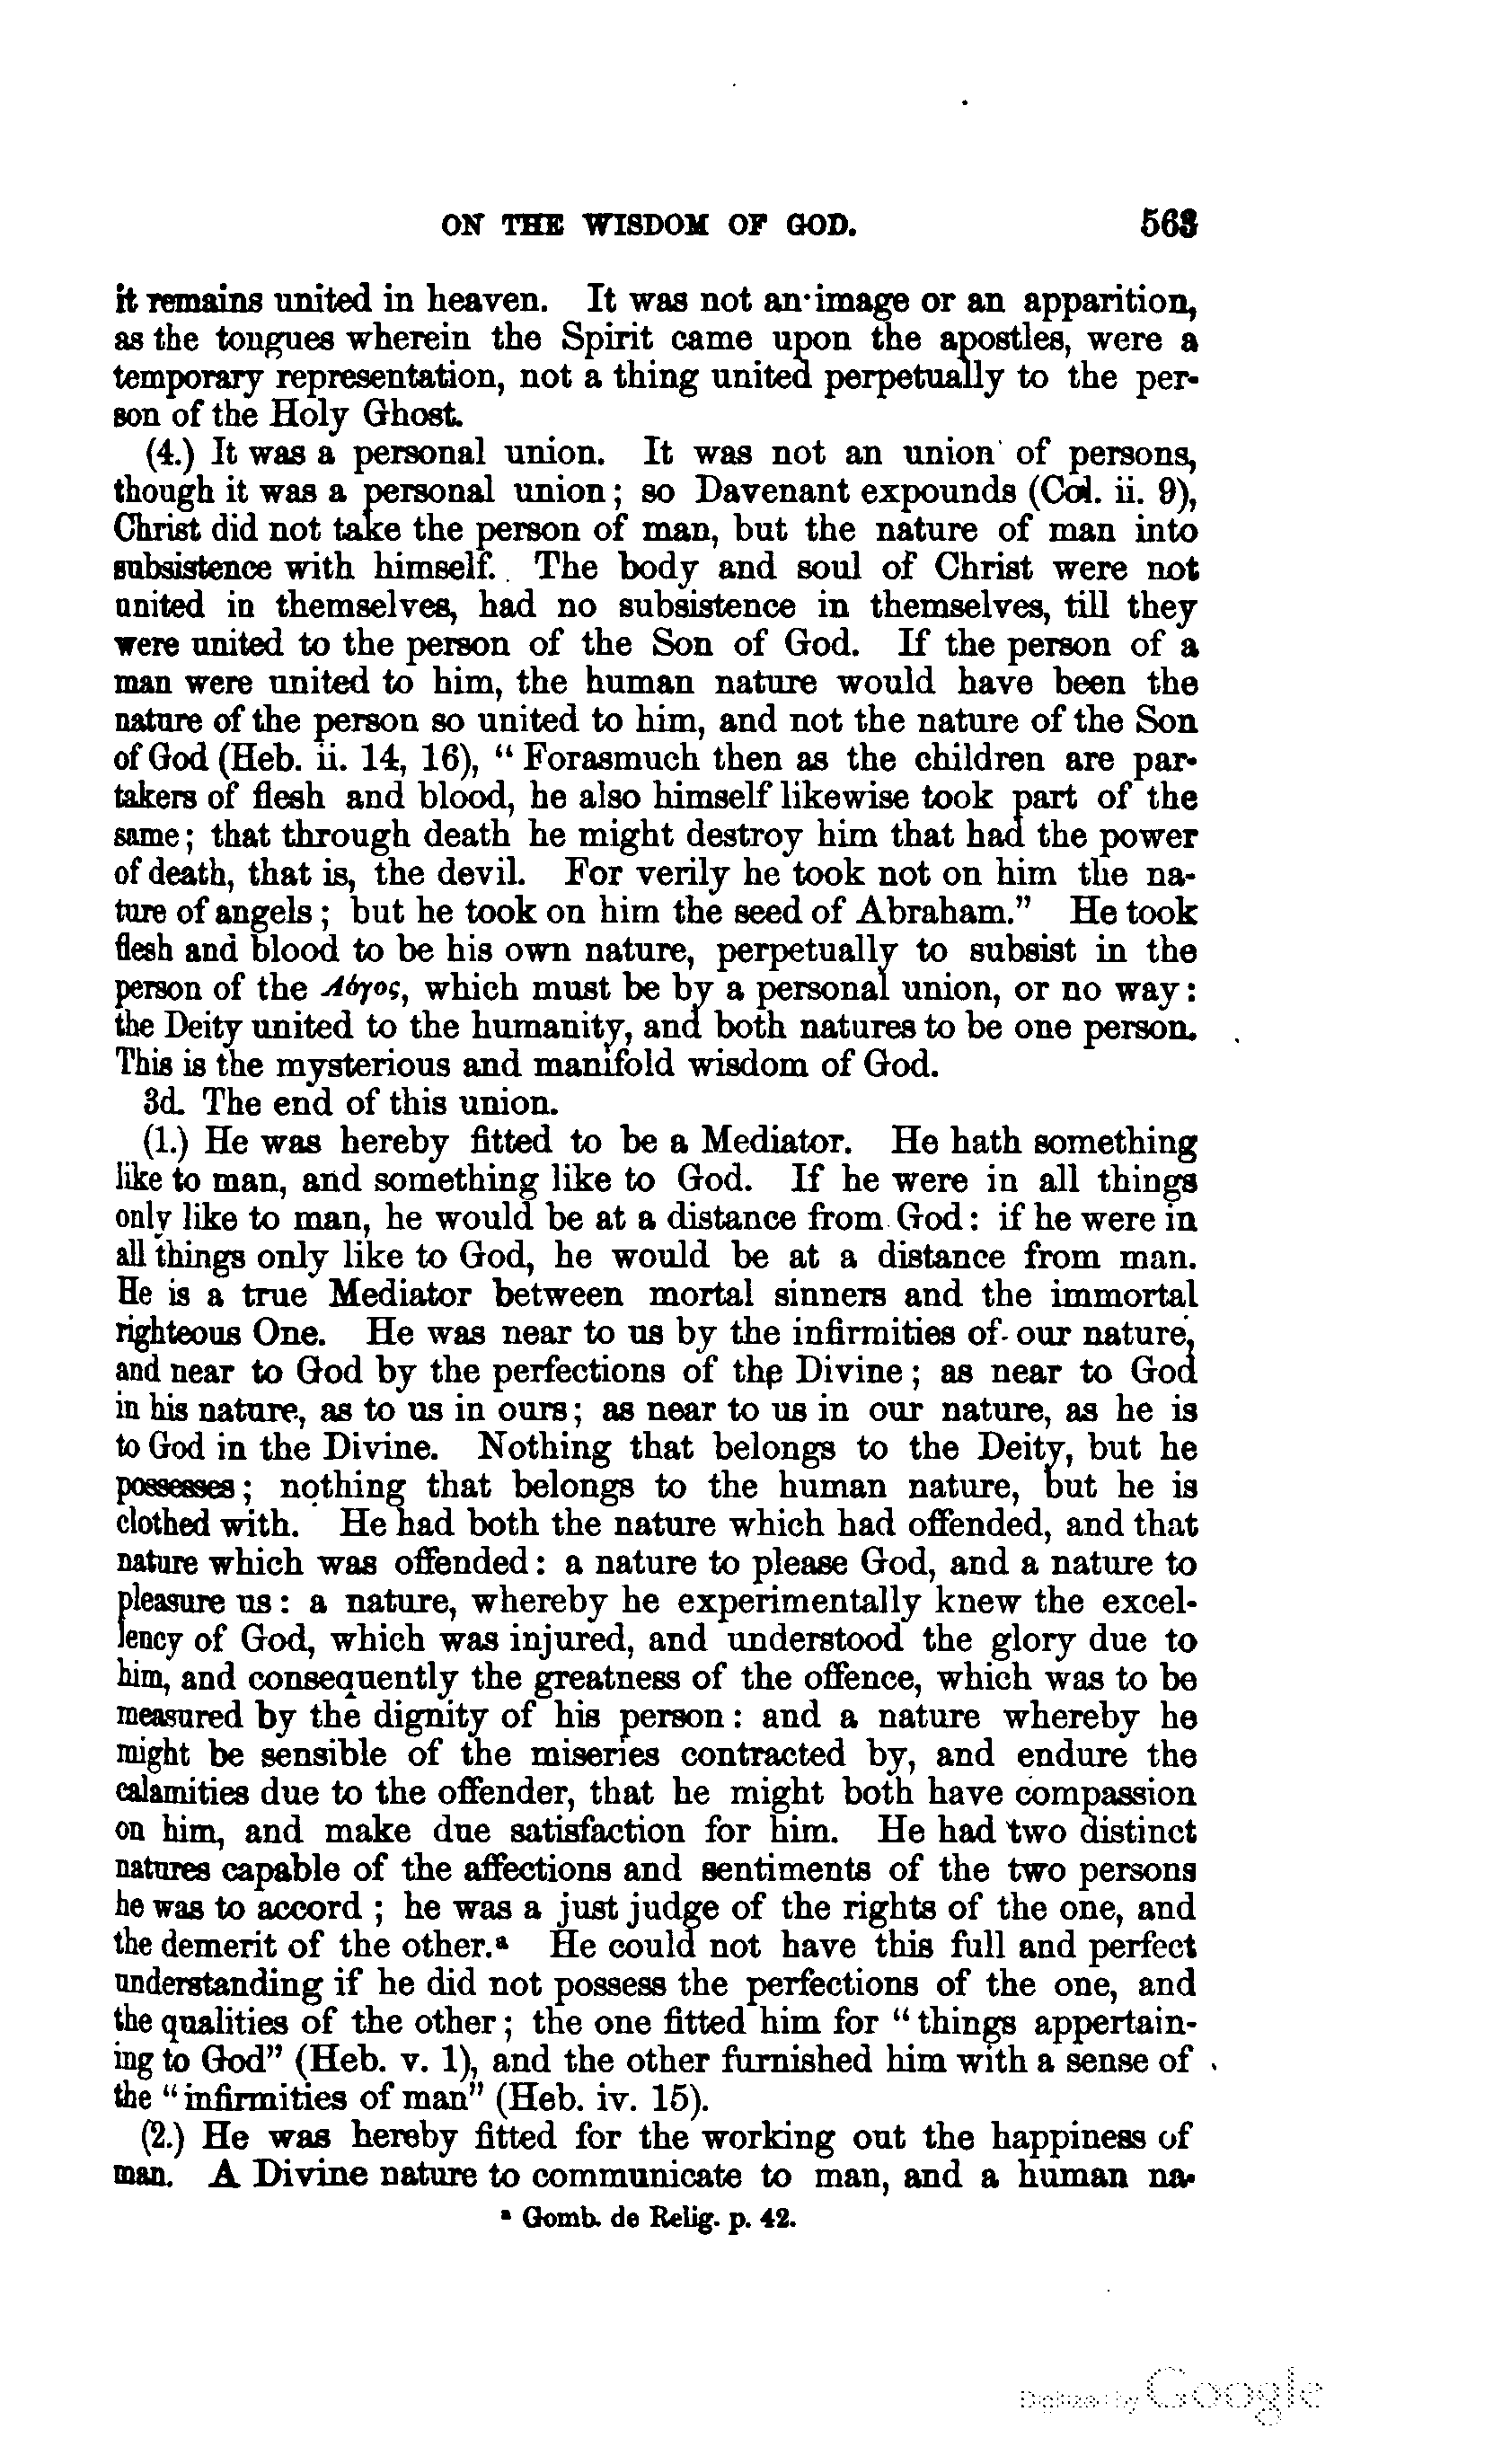 ON THE WISDOM OF GOD. 563
it remains united in heaven. It was not an image or an apparition,
as the tongues wherein the Spirit came upon the apostles, were a
temporary representation, not a thing united perpetually to the per-
son of the Holy Ghost.
(4.) It was a personal union. It was not an union of persons,
though it was a personal union; so Davenant expounds (Col. ii. 9),
Christ did not take the person of man, but the nature of man into
subsistence with himself. The body and soul of Christ were not
united in themselves, had no subsistence in themselves, till they
were united to the person of the Son of God. If the person of a
man were united to him, the human nature would have been the
nature of the person so united to him, and not the nature of the Son
of God (Heb. ii. 14, 16), “Forasmuch then as the children are par-
takers of flesh and blood, he also himself likewise took part of the
same; that through death he might destroy him that had the power
of death, that is, the devil. For verily he took not on him the na-
ture of angels; but he took on him the seed of Abraham.” He took
flesh and blood to be his own nature, perpetually to subsist in the
person of the Λόγος, which must be by a personal union, or no way:
the Deity united to the humanity, and both natures to be one person.
This is the mysterious and manifold wisdom of God.
3d. The end of this union.
(1.) He was hereby fitted to be a Mediator. He hath something
like to man, and something like to God. If he were in all things
only like to man, he would be at a distance from God: if he were in
all things only like to God, he would be at a distance from man.
He is a true Mediator between mortal sinners and the immortal
righteous One. He was near to us by the infirmities of our nature,
and near to God by the perfections of the Divine; as near to God
in his nature, as to us in ours; as near to us in our nature, as he is
to God in the Divine. Nothing that belongs to the Deity, but he
possesses; nothing that belongs to the human nature, but he is
clothed with. He had both the nature which had offended, and that
nature which was offended: a nature to please God, and a nature to
pleasure us: a nature, whereby he experimentally knew the excel-
lency of God, which was injured, and understood the glory due to
him, and consequently the greatness of the offence, which was to be
measured by the dignity of his person: and a nature whereby he
might be sensible of the miseries contracted by, and endure the
calamities due to the offender, that he might both have compassion
on him, and make due satisfaction for him. He had two distinct
natures capable of the affections and sentiments of the two persons
he was to accord; he was a just judge of the rights of the one, and
the demerit of the other.ª He could not have this full and perfect
understanding if he did not possess the perfections of the one, and
the qualities of the other; the one fitted him for “things appertain-
ing to God” (Heb. v. 1), and the other furnished him with a sense of
the “infirmities of man” (Heb. iv. 15).
(2.) He was hereby fitted for the working out the happiness of
man. A Divine nature to communicate to man, and a human na-
ª Gomb. de Relig. p. 42.
Digitized by Google